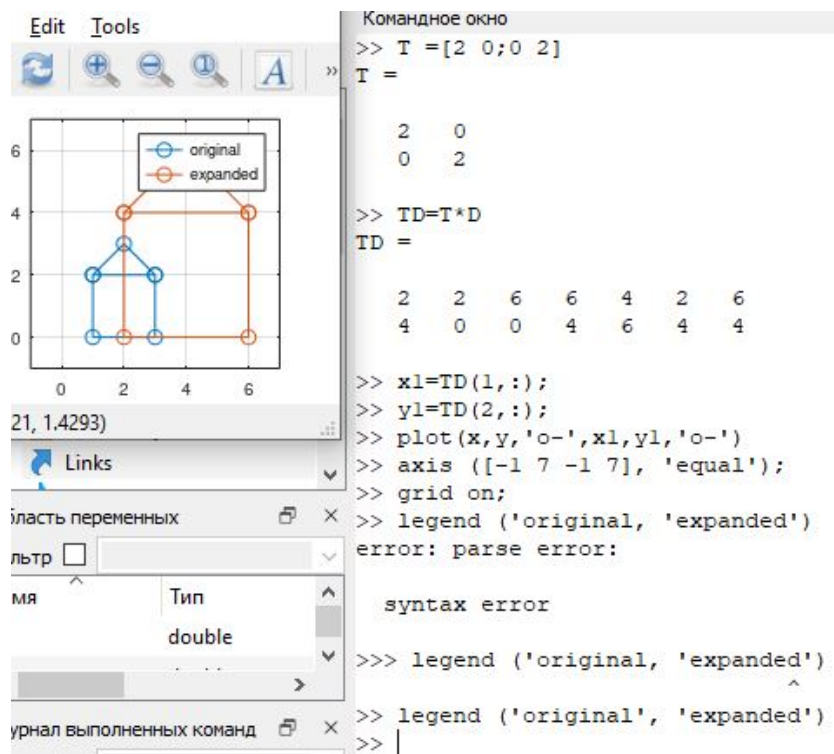 Edit Tools
A »
original
expanded
6
4
2
0
0 2 4 6
21, 1.4293)
Links
бласть переменных
льтр
мя Тип
double
урнал выполненных команд
Командное окно
>> T =[2 0;0 2]
T =
2 0
0 2
>> TD=T*D
TD =
2 2 6 6 4 2 6
4 0 0 4 6 4 4
>> x1=TD(1,:);
>> y1=TD(2,:);
>> plot(x,y,'o-',x1,y1,'o-')
>> axis ([-1 7 -1 7], 'equal');
>> grid on;
>> legend ('original, 'expanded')
error: parse error:
syntax error
>>> legend ('original, 'expanded')
^
>> legend ('original', 'expanded')
>>